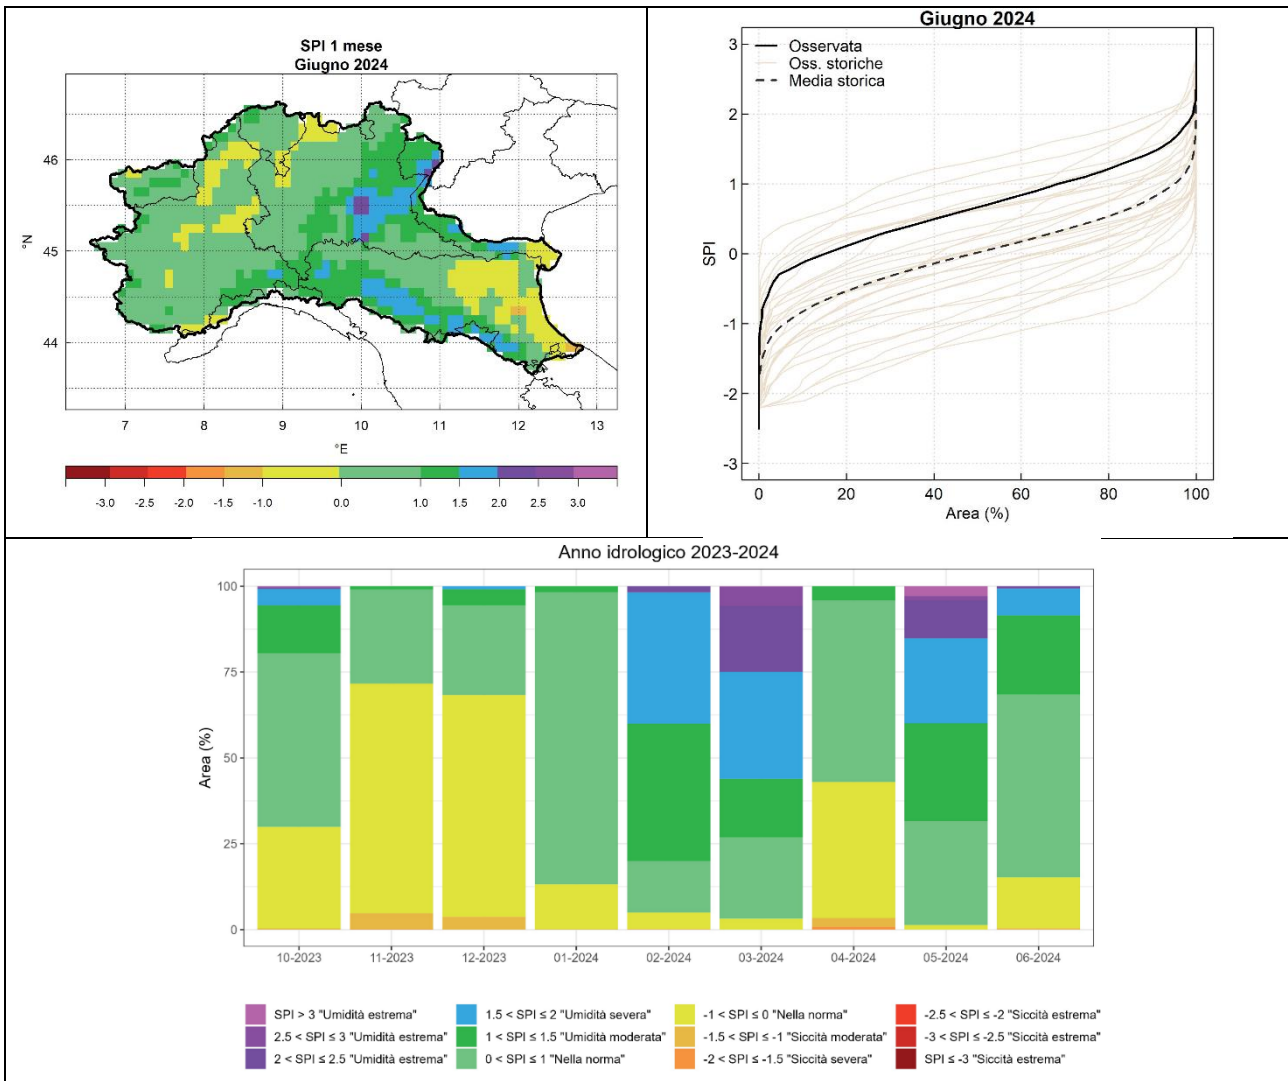 SPI 1 mese
Giugno 2024
46
45
44
°N
7 8 9 10 11 12 13
°E
-3.0 -2.5 -2.0 -1.5 -1.0 0.0 1.0 1.5 2.0 2.5 3.0
Giugno 2024
Osservata
Oss. storiche
Media storica
3
2
1
0
-1
-2
-3
SPI
0 20 40 60 80 100
Area (%)
Anno idrologico 2023-2024
100
75
50
25
0
Area (%)
10-2023 11-2023 12-2023 01-2024 02-2024 03-2024 04-2024 05-2024 06-2024
SPI > 3 "Umidità estrema" 1.5 < SPI ≤ 2 "Umidità severa" -1 < SPI ≤ 0 "Nella norma" -2.5 < SPI ≤ -2 "Siccità estrema"
2.5 < SPI ≤ 3 "Umidità estrema" 1 < SPI ≤ 1.5 "Umidità moderata" -1.5 < SPI ≤ -1 "Siccità moderata" -3 < SPI ≤ -2.5 "Siccità estrema"
2 < SPI ≤ 2.5 "Umidità estrema" 0 < SPI ≤ 1 "Nella norma" -2 < SPI ≤ -1.5 "Siccità severa" SPI ≤ -3 "Siccità estrema"